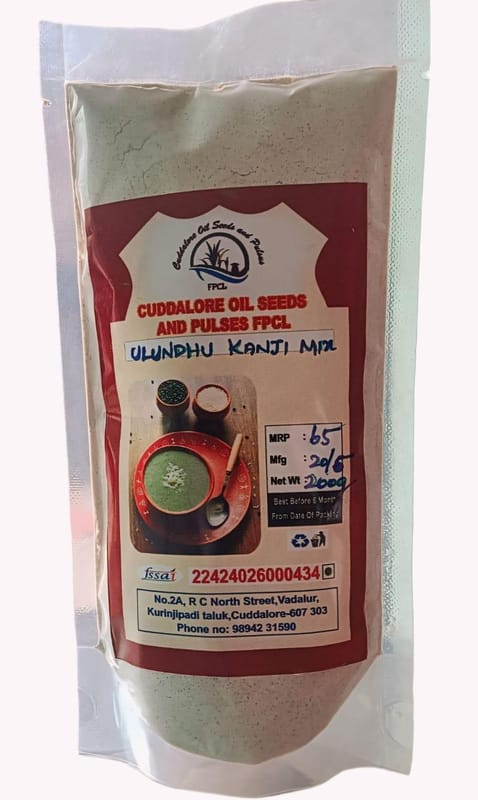 Cuddalore Oil Seeds and Pulses
FPCL
CUDDALORE OIL SEEDS
AND PULSES FPCL
ULUNDHU KANJI MIX
MRP : 65
Mfg : 20/5
Net Wt : 200g
Best Before 6 Month
From Date Of Packing
fssai 22424026000434
No.2A, R C North Street,Vadalur,
Kurinjipadi taluk,Cuddalore-607 303
Phone no: 98942 31590